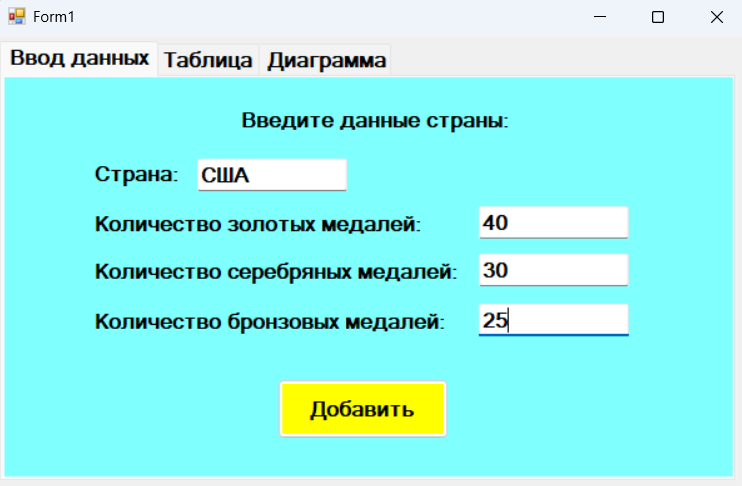 Form1
Ввод данных Таблица Диаграмма
Введите данные страны:
Страна: США
Количество золотых медалей: 40
Количество серебряных медалей: 30
Количество бронзовых медалей: 25
Добавить